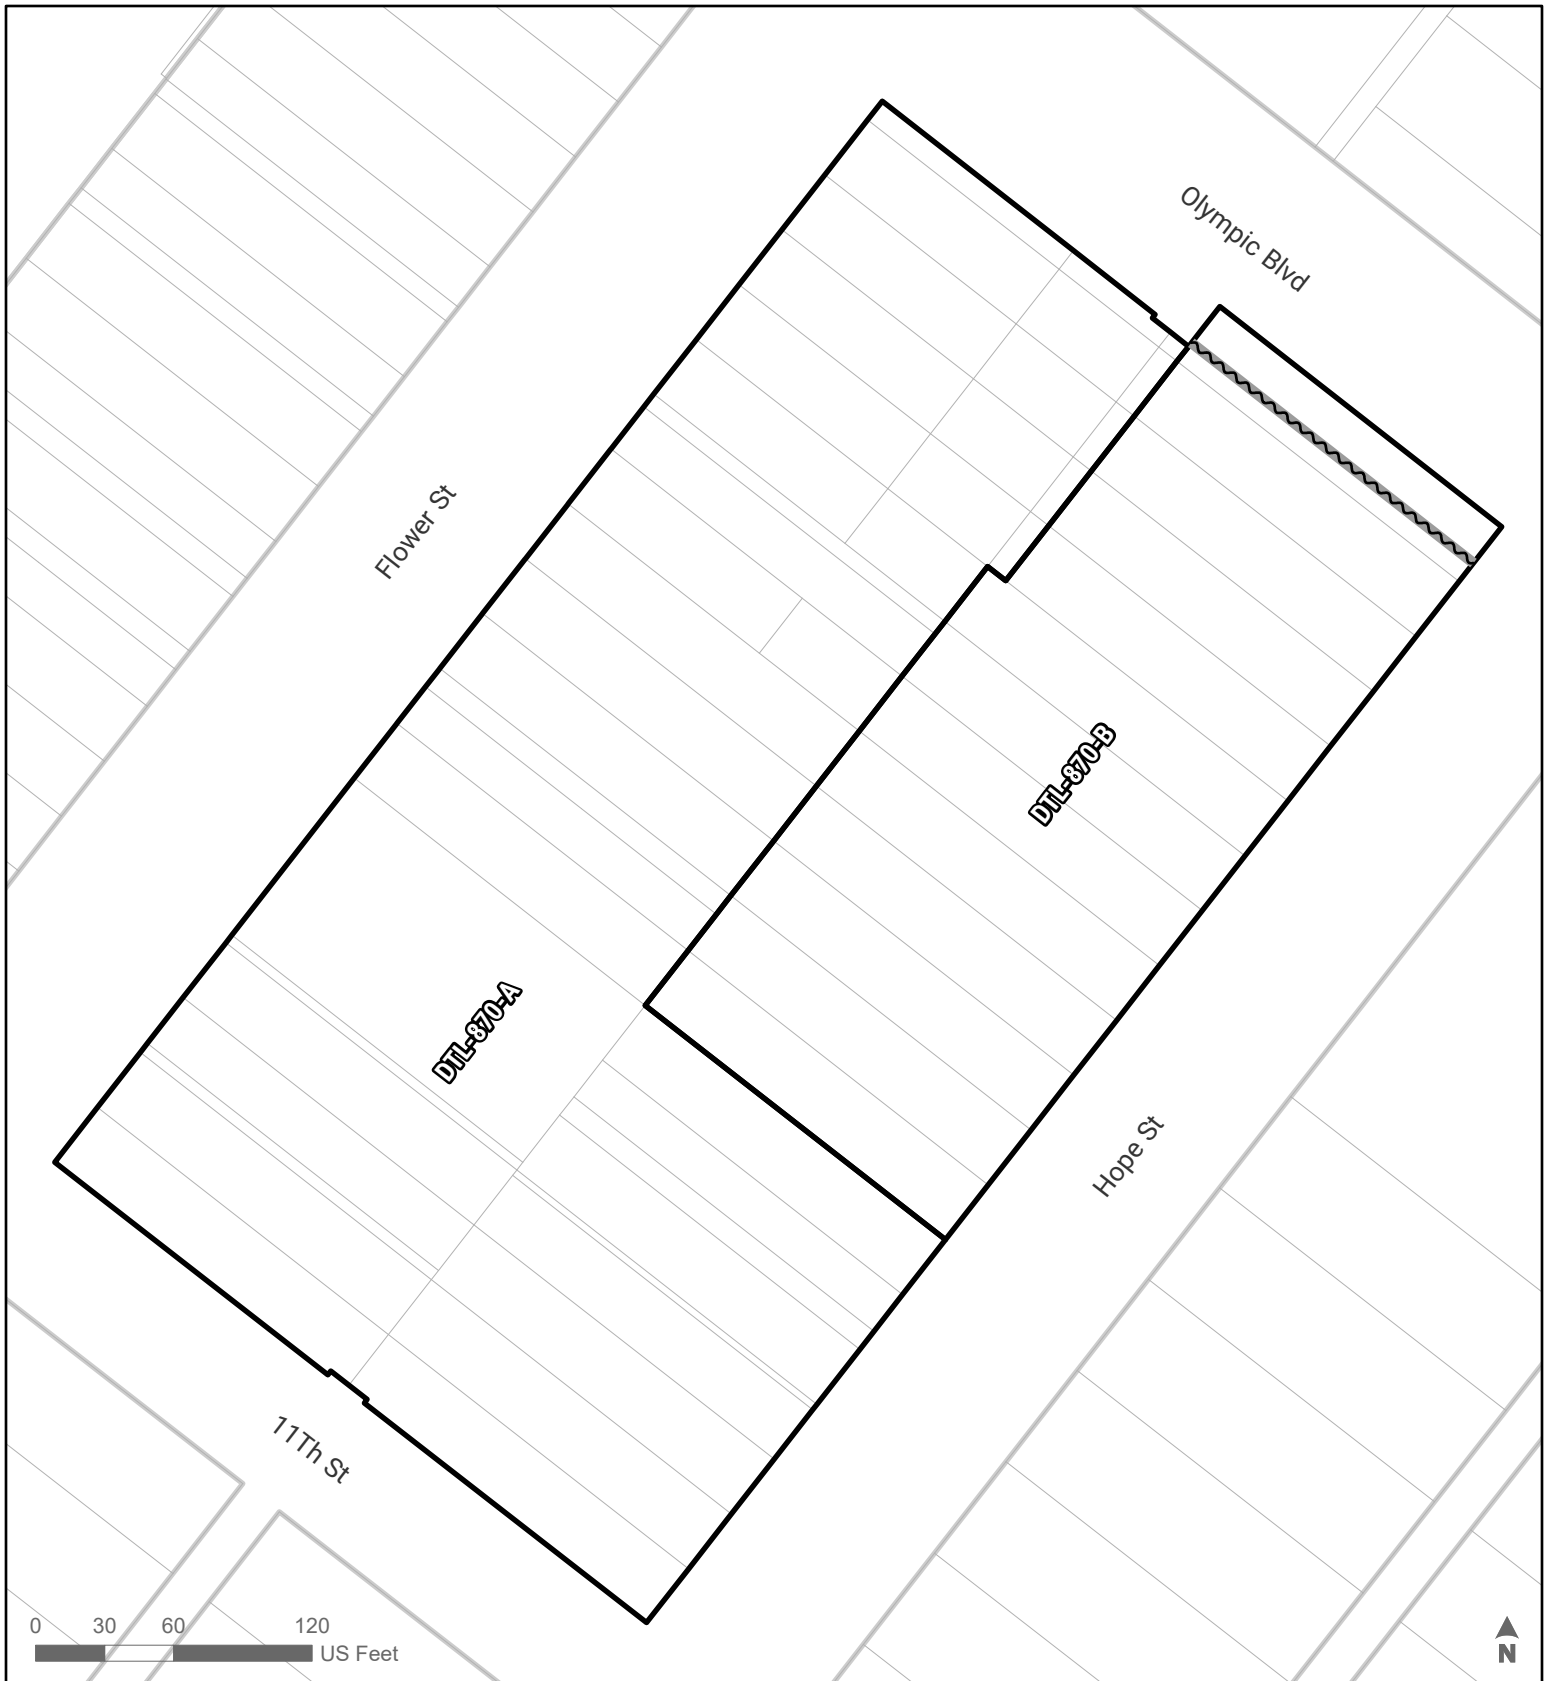 Olympic Blvd
Flower St
DTL-870-B
DTL-870-A
Hope St
11Th St
0 30 60 120
US Feet
N